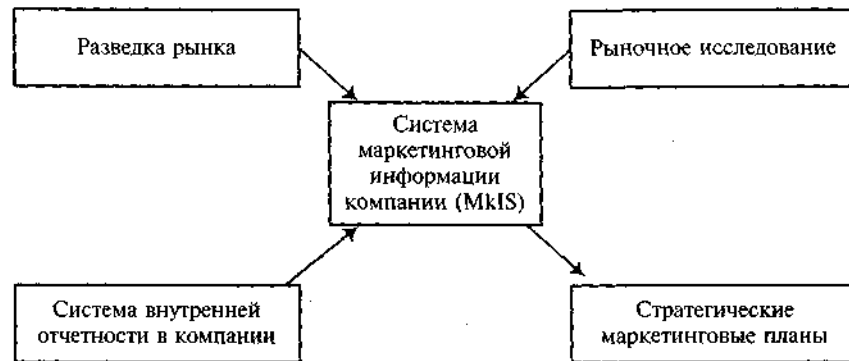 Разведка рынка
Рыночное исследование
Система
маркетинговой
информации
компании (MkIS)
Система внутренней
отчетности в компании
Стратегические
маркетинговые планы